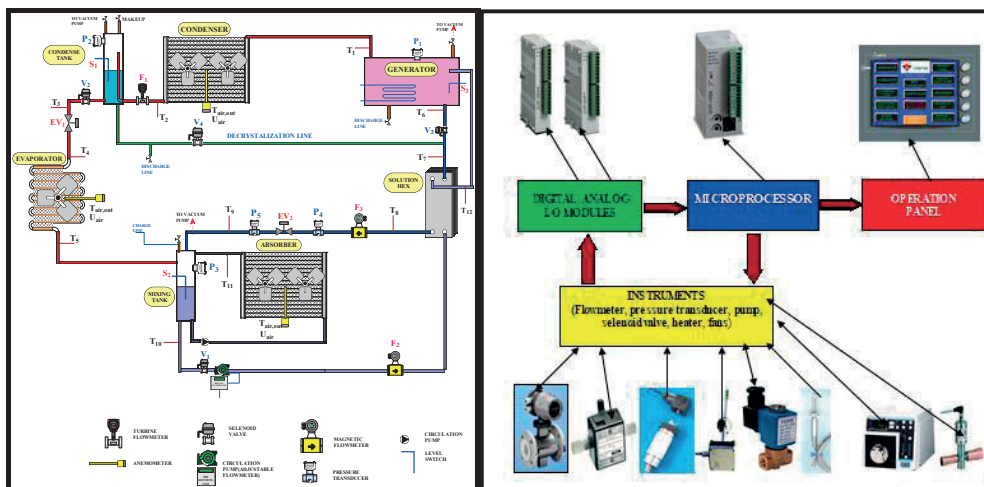 TO VACUUM
PUMP
MAKEUP
P2
CONDENSE
TANK
S1
V2
F1
T3
T2
EV1
T4
CONDENSER
Tair,out
Uair
V4
DECRYSTALIZATION LINE
DISCHARGE
LINE
T1
P1
TO VACUUM
PUMP
GENERATOR
S3
DISCHARGE
LINE
T6
V3
T7
SOLUTION
HEX
T12
EVAPORATOR
Tair,out
Uair
T5
TO VACUUM
PUMP
CHARGE
LINE
T9
P5
EV2
P4
F3
T8
ABSORBER
S2
P3
T11
MIXING
TANK
Tair,out
Uair
T10
V1
F2
TURBINE
FLOWMETER
SELENOID
VALVE
MAGNETIC
FLOWMETER
CIRCULATION
PUMP
ANEMOMETER
CIRCULATION
PUMP(ADJUSTABLE
FLOWMETER)
PRESSURE
TRANSDUCER
LEVEL
SWITCH
DIGITAL ANALOG
I/O MODULES
MICROPROCESSOR
OPERATION
PANEL
INSTRUMENTS
(Flowmeter, pressure transducer, pump,
selenoid valve, heater, fans)